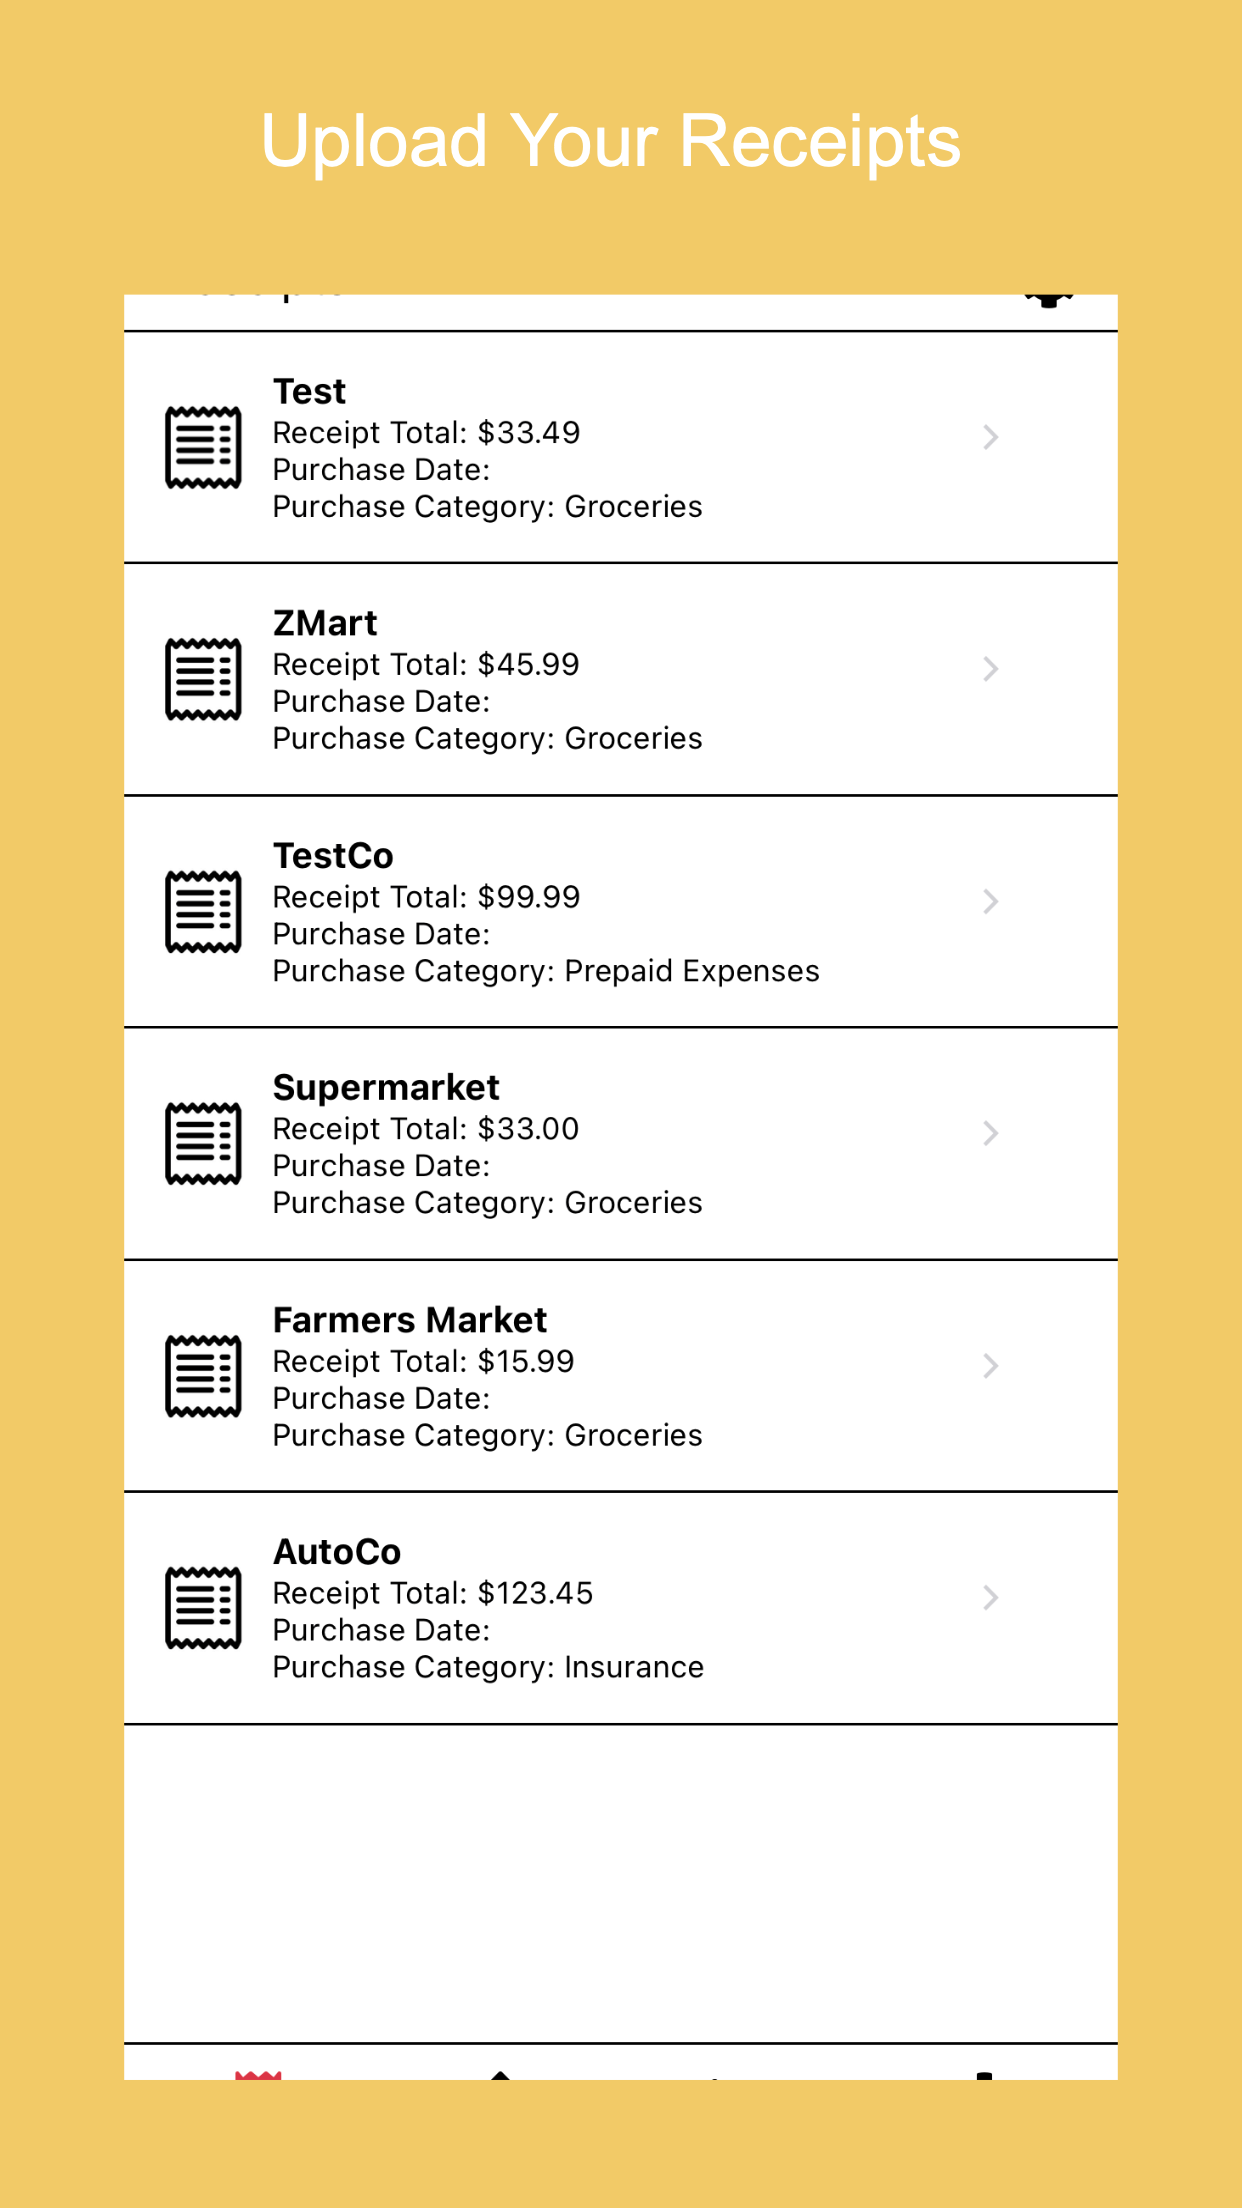 Upload Your Receipts
Test
Receipt Total: $33.49
Purchase Date:
Purchase Category: Groceries
ZMart
Receipt Total: $45.99
Purchase Date:
Purchase Category: Groceries
TestCo
Receipt Total: $99.99
Purchase Date:
Purchase Category: Prepaid Expenses
Supermarket
Receipt Total: $33.00
Purchase Date:
Purchase Category: Groceries
Farmers Market
Receipt Total: $15.99
Purchase Date:
Purchase Category: Groceries
AutoCo
Receipt Total: $123.45
Purchase Date:
Purchase Category: Insurance